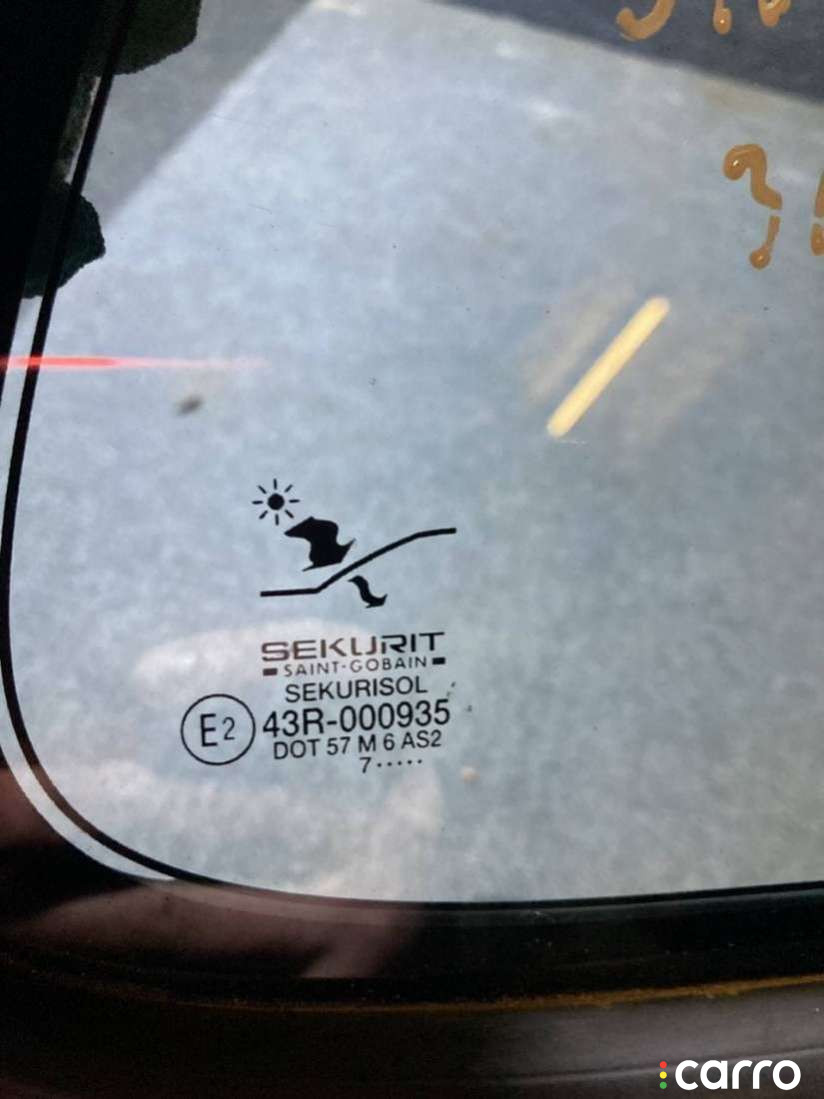 SEKURIT
SAINT-GOBAIN
SEKURISOL
E2 43R-000935
DOT 57 M 6 AS2
7·····
carro